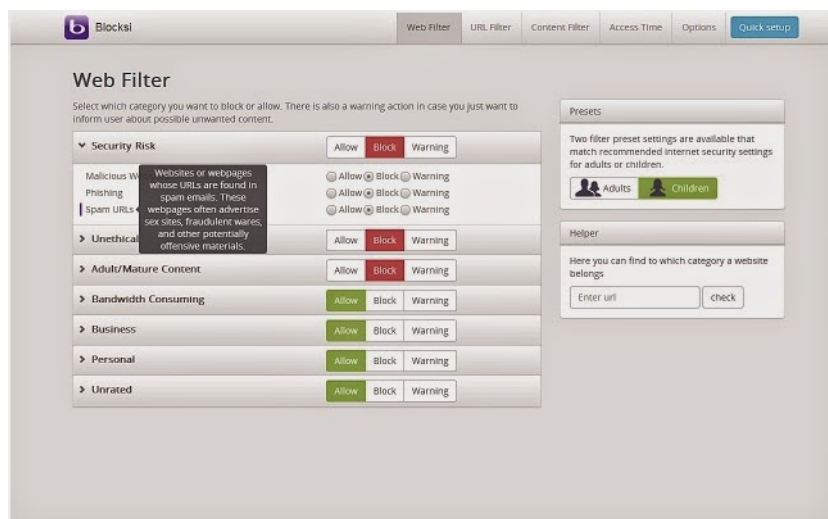 Blocksi
Web Filter
URL Filter
Content Filter
Access Time
Options
Quick setup
Web Filter
Select which category you want to block or allow. There is also a warning action in case you just want to
inform user about possible unwanted content.
Security Risk
Allow Block Warning
Malicious
Allow Block Warning
Phishing
Allow Block Warning
Spam URLs
Allow Block Warning
Websites or webpages
whose URLs are found in
spam emails. These
webpages often advertise
sex sites, fraudulent wares,
and other potentially
offensive materials.
Unethical
Allow Block Warning
Adult/Mature Content
Allow Block Warning
Bandwidth Consuming
Allow Block Warning
Business
Allow Block Warning
Personal
Allow Block Warning
Unrated
Allow Block Warning
Presets
Two filter preset settings are available that
match recommended internet security settings
for adults or children.
Adults
Children
Helper
Here you can find to which category a website
belongs
Enter url
check